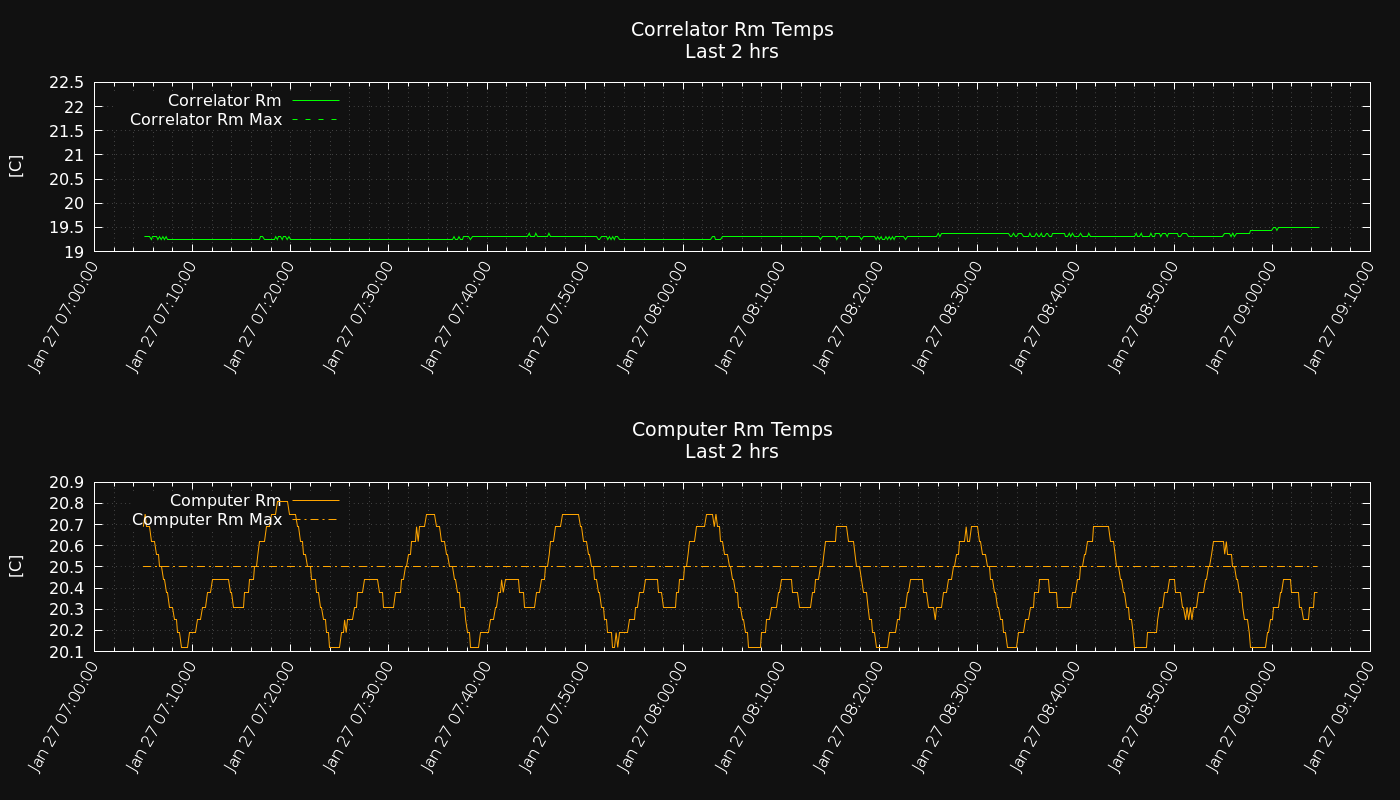 Correlator Rm Temps
Last 2 hrs
22.5
22
21.5
21
20.5
20
19.5
19
[C]
Correlator Rm
Correlator Rm Max
Jan 27 07:00:00
Jan 27 07:10:00
Jan 27 07:20:00
Jan 27 07:30:00
Jan 27 07:40:00
Jan 27 07:50:00
Jan 27 08:00:00
Jan 27 08:10:00
Jan 27 08:20:00
Jan 27 08:30:00
Jan 27 08:40:00
Jan 27 08:50:00
Jan 27 09:00:00
Jan 27 09:10:00
Computer Rm Temps
Last 2 hrs
20.9
20.8
20.7
20.6
20.5
20.4
20.3
20.2
20.1
[C]
Computer Rm
Computer Rm Max
Jan 27 07:00:00
Jan 27 07:10:00
Jan 27 07:20:00
Jan 27 07:30:00
Jan 27 07:40:00
Jan 27 07:50:00
Jan 27 08:00:00
Jan 27 08:10:00
Jan 27 08:20:00
Jan 27 08:30:00
Jan 27 08:40:00
Jan 27 08:50:00
Jan 27 09:00:00
Jan 27 09:10:00